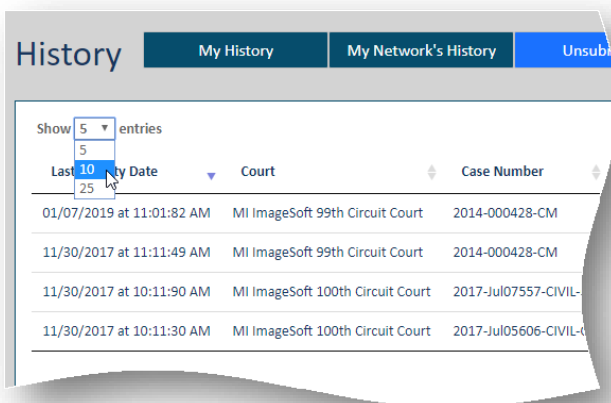 History My History My Network's History Unsub
Show 5 entries
5
10
25
Last ty Date Court Case Number
01/07/2019 at 11:01:82 AM MI ImageSoft 99th Circuit Court 2014-000428-CM
11/30/2017 at 11:11:49 AM MI ImageSoft 99th Circuit Court 2014-000428-CM
11/30/2017 at 10:11:90 AM MI ImageSoft 100th Circuit Court 2017-Jul07557-CIVIL-
11/30/2017 at 10:11:30 AM MI ImageSoft 100th Circuit Court 2017-Jul05606-CIVIL-